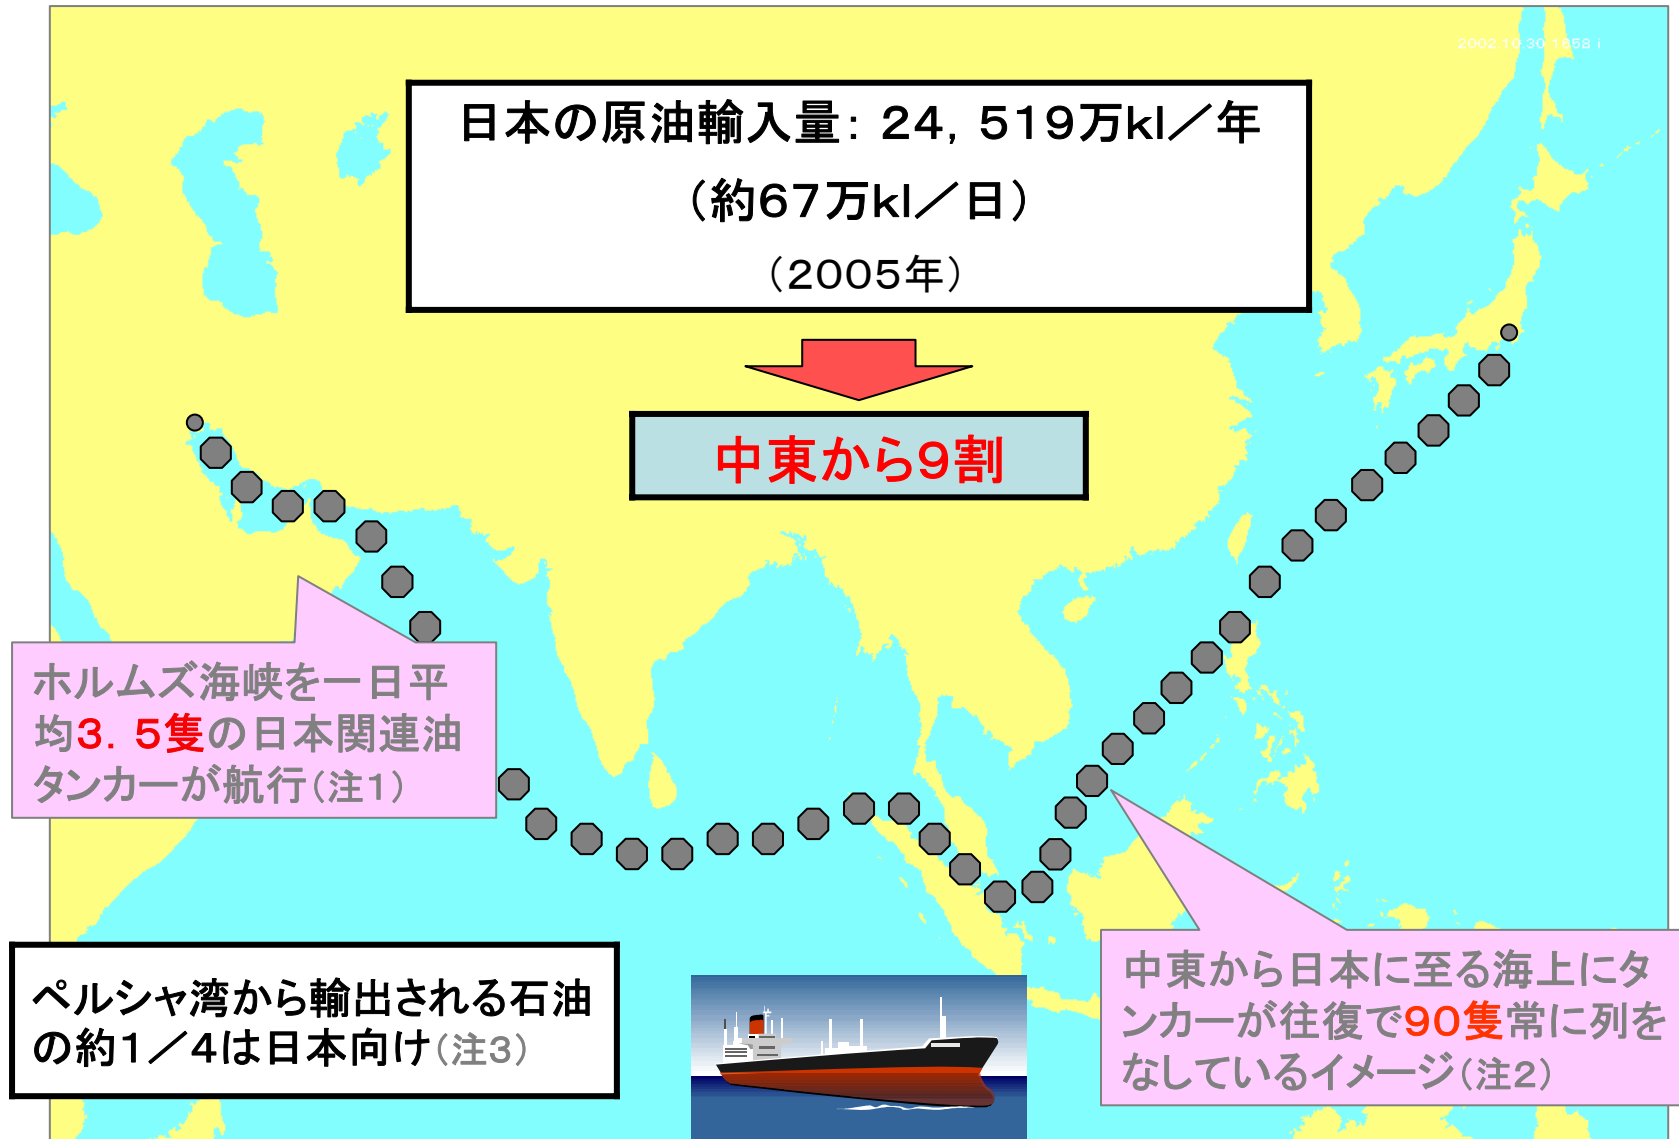 2002.10.30 1658 i
日本の原油輸入量：24，519万kl／年
（約67万kl／日）
（2005年）
中東から9割
ホルムズ海峡を一日平
均3．5隻の日本関連油
タンカーが航行（注1）
ペルシャ湾から輸出される石油
の約1／4は日本向け（注3）
中東から日本に至る海上にタ
ンカーが往復で90隻常に列を
なしているイメージ（注2）